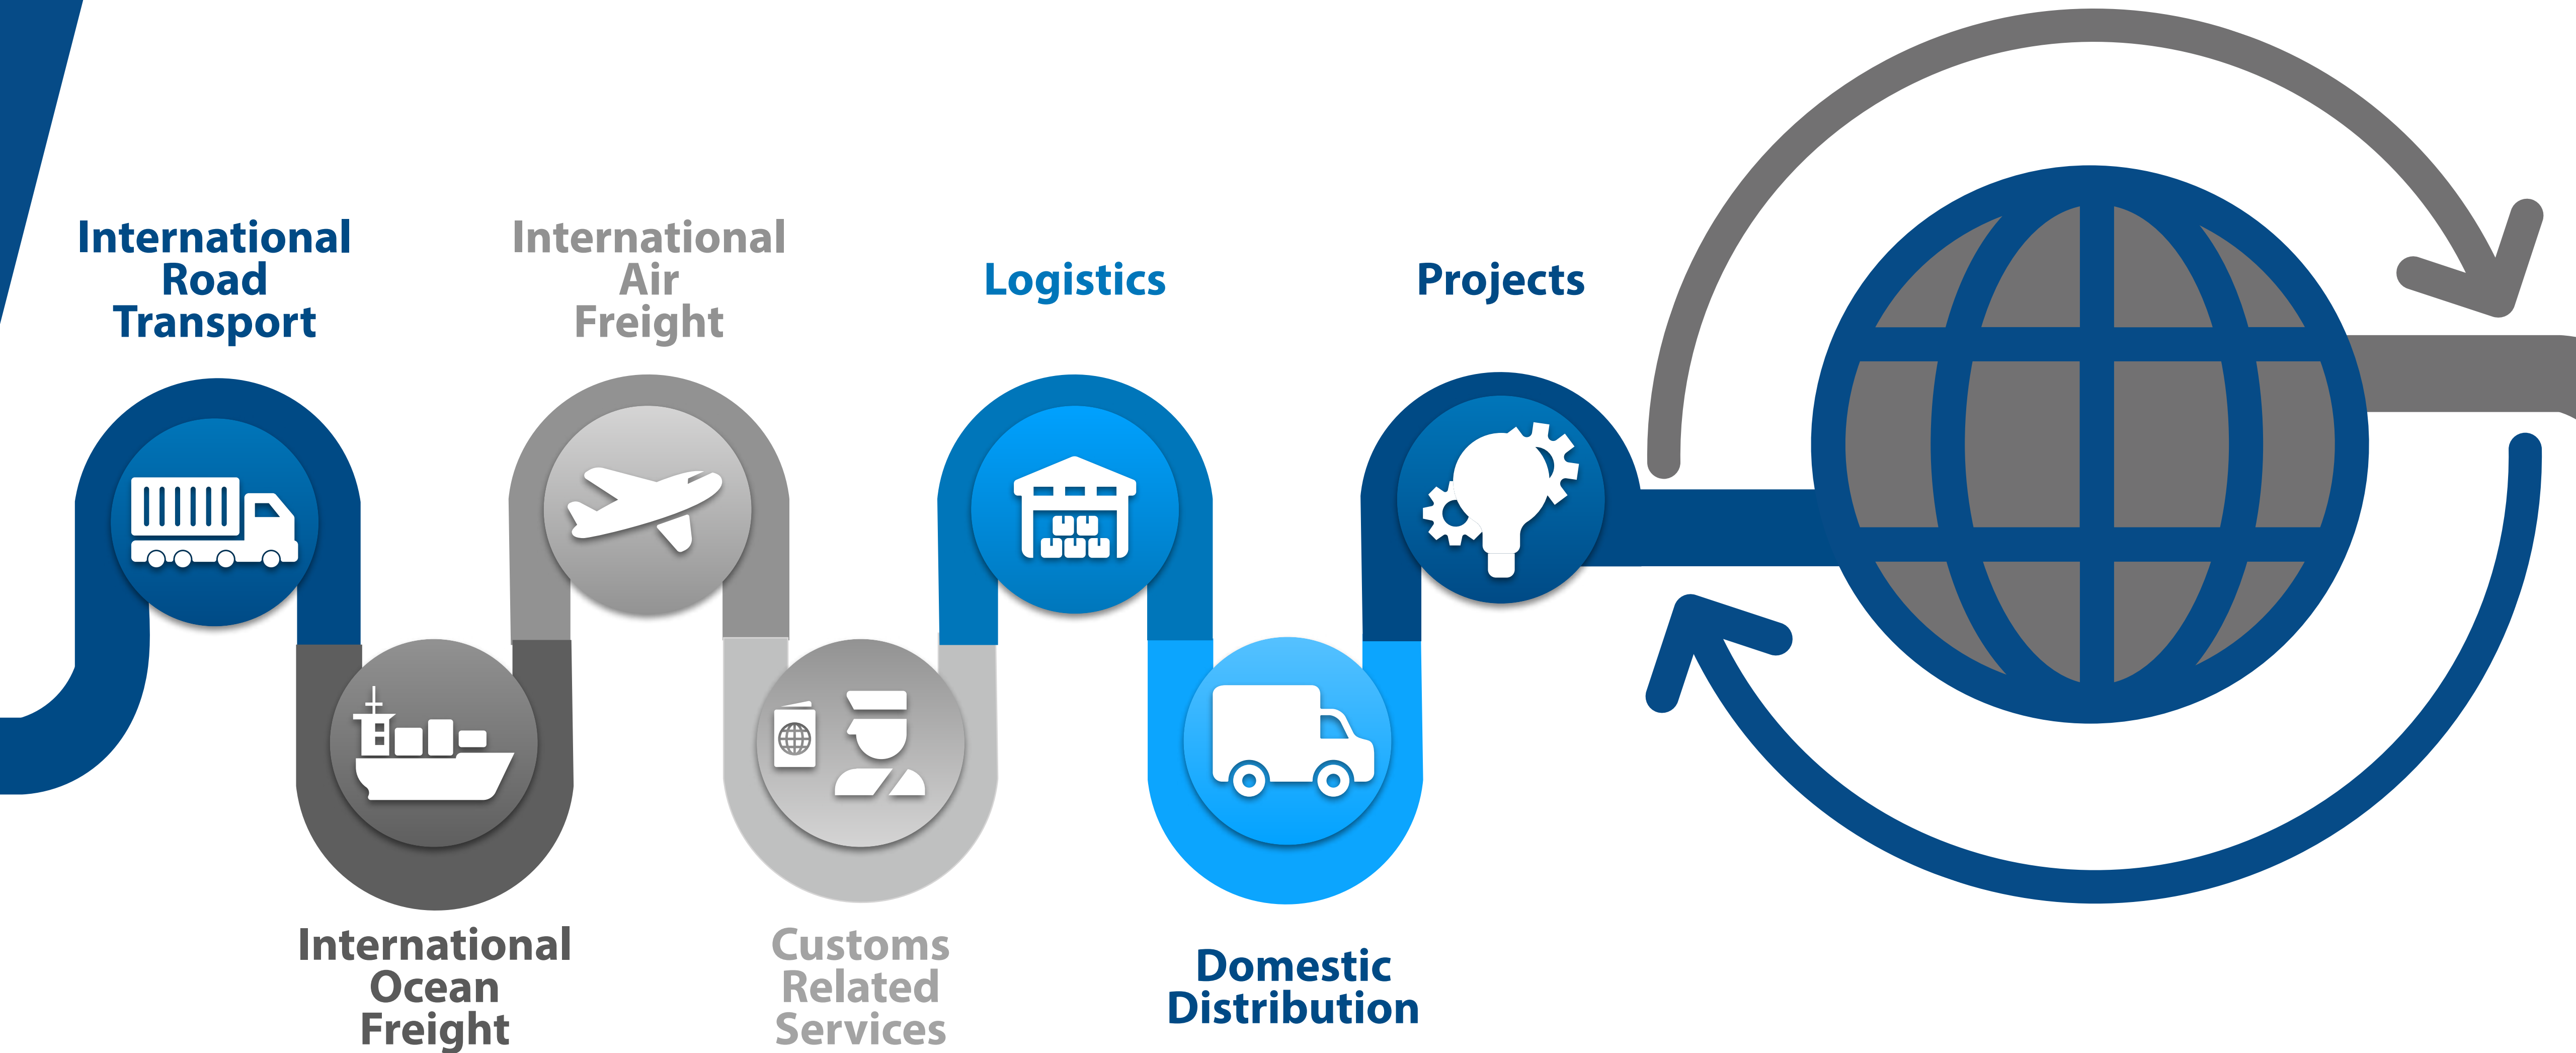 International
Road
Transport
International
Ocean
Freight
International
Air
Freight
Customs
Related
Services
Logistics
Domestic
Distribution
Projects